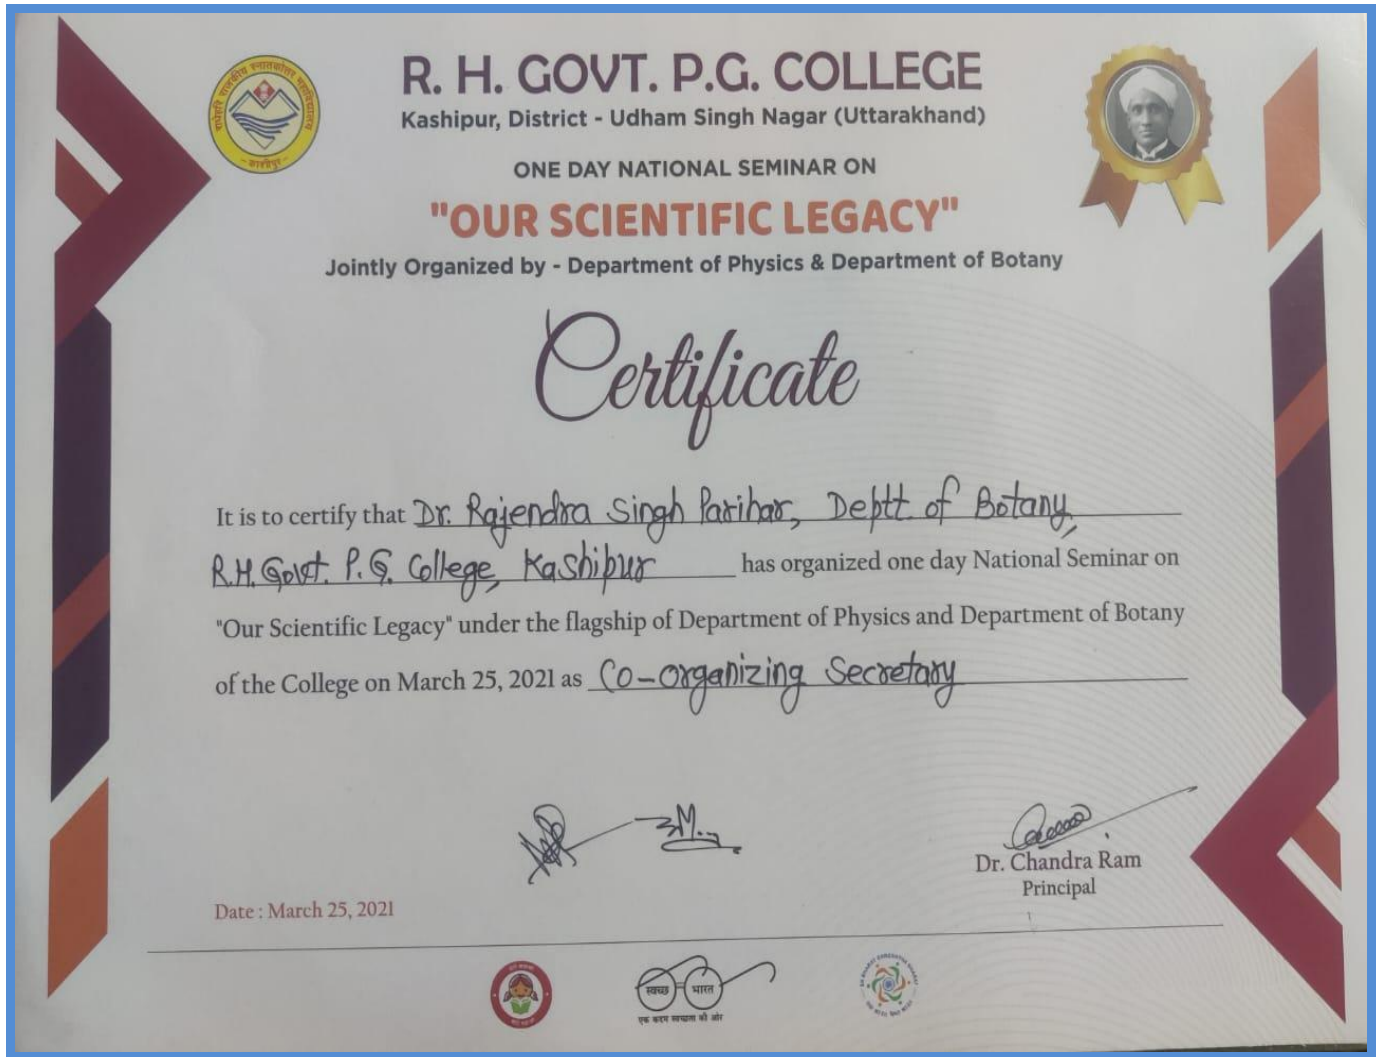 R. H. GOVT. P.G. COLLEGE
Kashipur, District - Udham Singh Nagar (Uttarakhand)
ONE DAY NATIONAL SEMINAR ON
"OUR SCIENTIFIC LEGACY"
Jointly Organized by - Department of Physics & Department of Botany
Certificate
It is to certify that Dr. Rajendra Singh Parihar, Deptt of Botany,
R.H. Govt. P.G. College, Kashipur has organized one day National Seminar on
"Our Scientific Legacy" under the flagship of Department of Physics and Department of Botany
of the College on March 25, 2021 as Co-organizing Secretary
Dr. Chandra Ram
Principal
Date : March 25, 2021
स्वच्छ भारत
एक कदम स्वच्छता की ओर